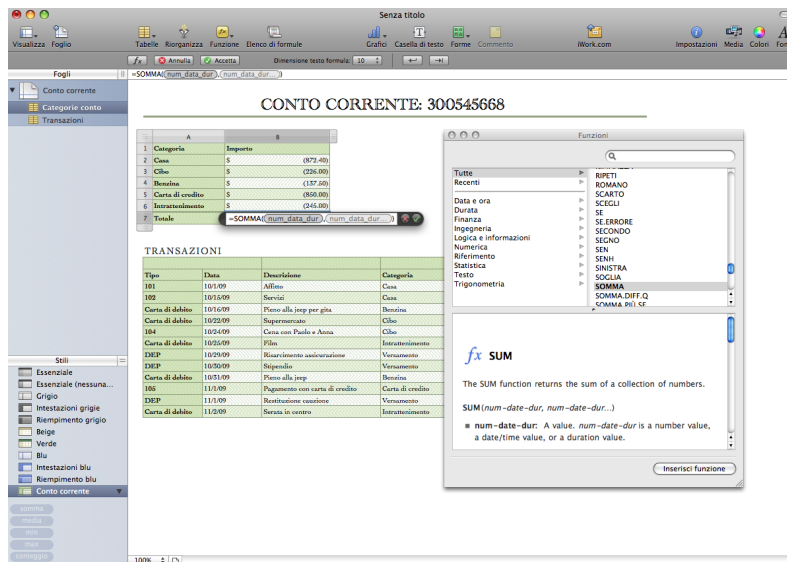 Senza titolo
Visualizza Foglio Tabelle Riorganizza Funzione Elenco di formule Grafici Casella di testo Forme Commento iWork.com Impostazioni Media Colori
fx Annulla Accetta Dimensione testo formula: 10
Fogli
=SOMMA(num_data_dur,num_data_dur...)
Conto corrente
Categorie conto
Transazioni
CONTO CORRENTE: 300545668
A B
1 Categoria Importo
2 Casa $ (872.40)
3 Cibo $ (226.00)
4 Benzina $ (137.50)
5 Carta di credito $ (850.00)
6 Intrattenimento $ (245.00)
7 Totale =SOMMA(num_data_dur,num_data_dur...)
TRANSAZIONI
Tipo Data Descrizione Categoria
101 10/1/09 Affitto Casa
102 10/15/09 Servizi Casa
Carta di debito 10/16/09 Pieno alla jeep per gita Benzina
Carta di debito 10/22/09 Supermercato Cibo
104 10/24/09 Cena con Paolo e Anna Cibo
Carta di debito 10/25/09 Film Intrattenimento
DEP 10/29/09 Risarcimento assicurazione Versamento
DEP 10/30/09 Stipendio Versamento
Carta di debito 10/31/09 Pieno alla jeep Benzina
105 11/1/09 Pagamento con carta di credito Carta di credito
DEP 11/1/09 Restituzione cauzione Versamento
Carta di debito 11/2/09 Serata in centro Intrattenimento
Funzioni
Tutte
Recenti
Data e ora
Durata
Finanza
Ingegneria
Logica e informazioni
Numerica
Riferimento
Statistica
Testo
Trigonometria
RIPETI
ROMANO
SCARTO
SCEGLI
SE
SE.ERRORE
SECONDO
SEGNO
SEN
SENH
SINISTRA
SOGLIA
SOMMA
SOMMA.DIFF.Q
SOMMA.PIÙ.SE
fx SUM
The SUM function returns the sum of a collection of numbers.
SUM(num-date-dur, num-date-dur...)
num-date-dur: A value. num-date-dur is a number value,
a date/time value, or a duration value.
Inserisci funzione
Stili
Essenziale
Essenziale (nessuna...
Grigio
Intestazioni grigie
Riempimento grigio
Beige
Verde
Blu
Intestazioni blu
Riempimento blu
Conto corrente
somma
media
min
max
conteggio
100%